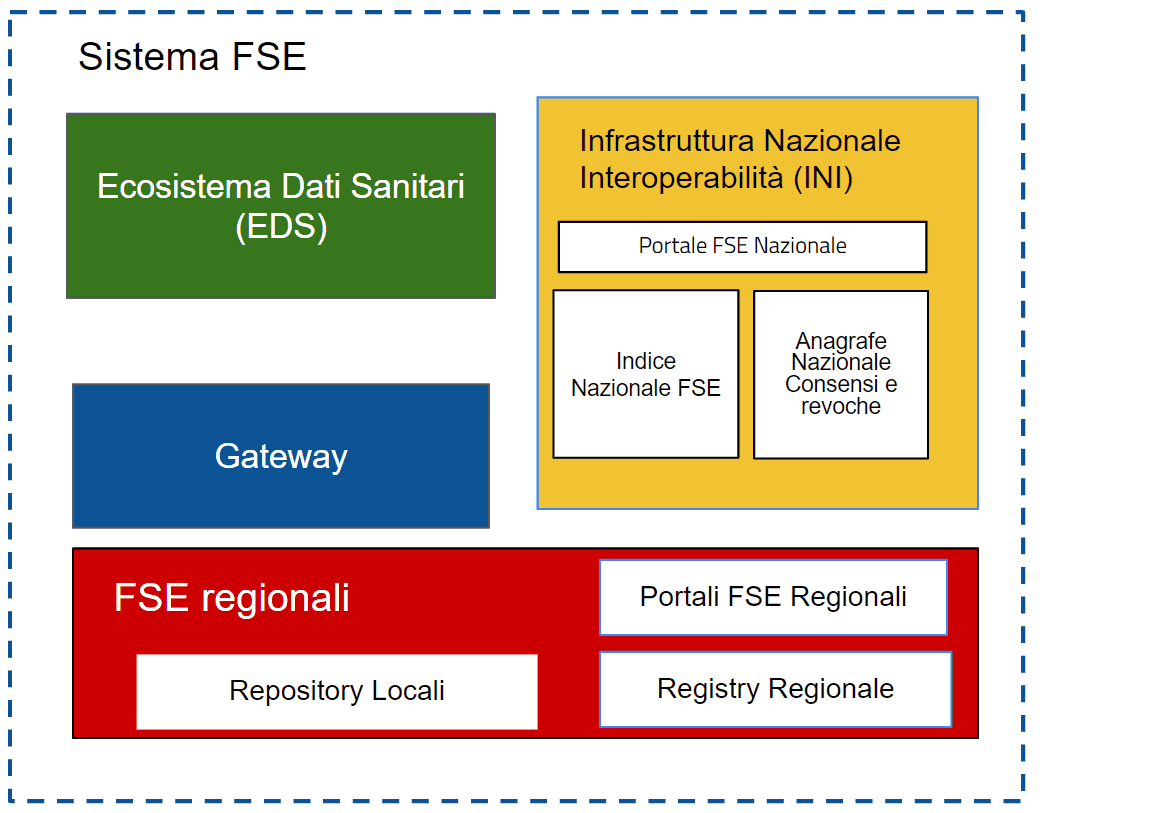 Sistema FSE
Ecosistema Dati Sanitari
(EDS)
Infrastruttura Nazionale
Interoperabilità (INI)
Portale FSE Nazionale
Indice
Nazionale FSE
Anagrafe
Nazionale
Consensi e
revoche
Gateway
FSE regionali
Portali FSE Regionali
Repository Locali
Registry Regionale